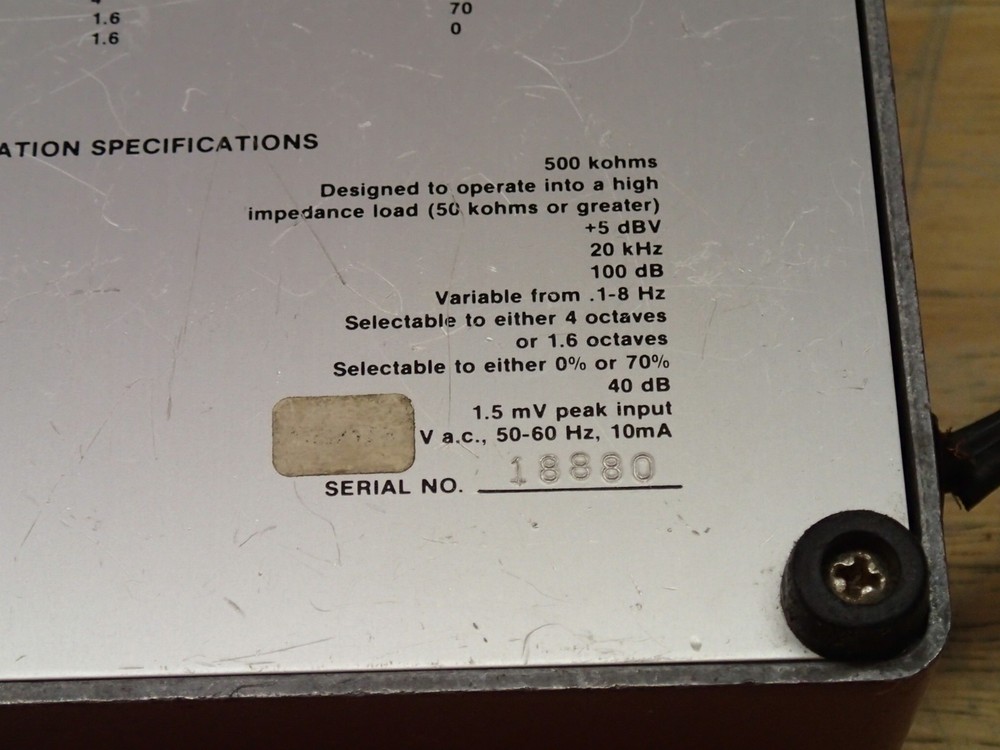 1.6
70
1.6
0
ATION SPECIFICATIONS
500 kohms
Designed to operate into a high
impedance load (50 kohms or greater)
+5 dBV
20 kHz
100 dB
Variable from .1-8 Hz
Selectable to either 4 octaves
or 1.6 octaves
Selectable to either 0% or 70%
40 dB
1.5 mV peak input
V a.c., 50-60 Hz, 10mA
SERIAL NO. 18880